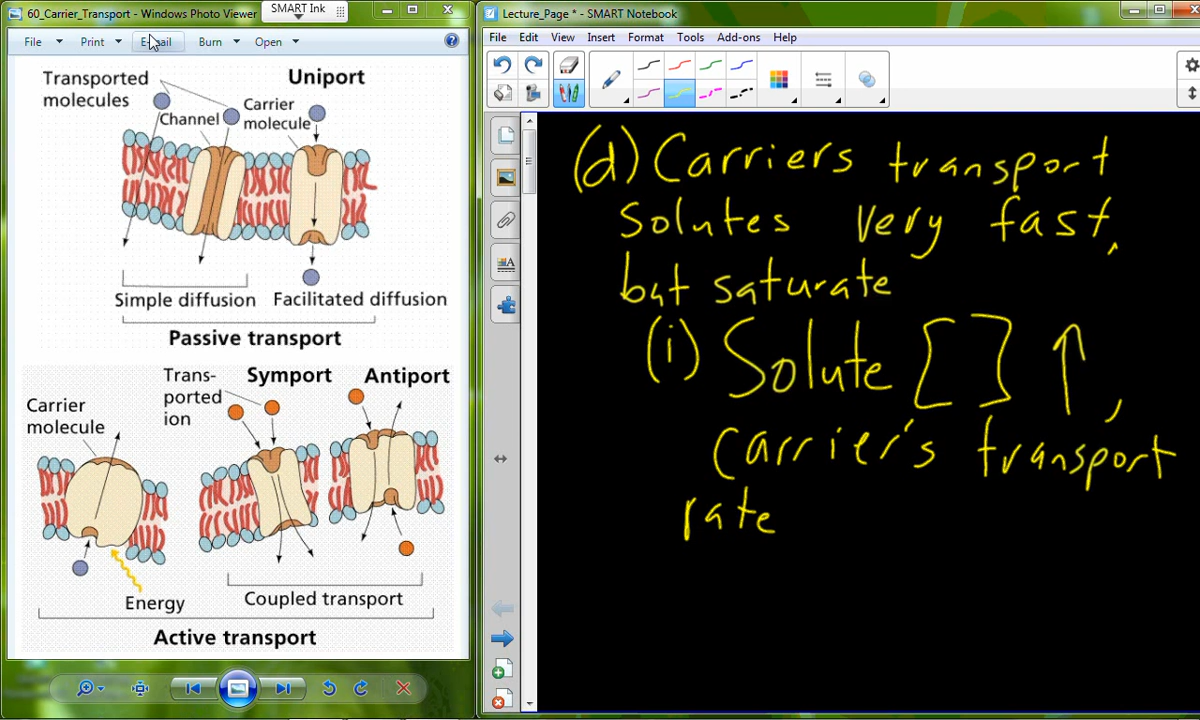 60_Carrier_Transport - Windows Photo Viewer
SMART Ink
File Print E-mail Burn Open
Transported
molecules
Uniport
Channel
Carrier
molecule
Simple diffusion Facilitated diffusion
Passive transport
Trans-
ported
ion
Symport Antiport
Carrier
molecule
Energy
Coupled transport
Active transport
Lecture_Page * - SMART Notebook
File Edit View Insert Format Tools Add-ons Help
(d) Carriers transport
solutes very fast,
but saturate
(i) Solute [ ] ↑,
carrier's transport
rate